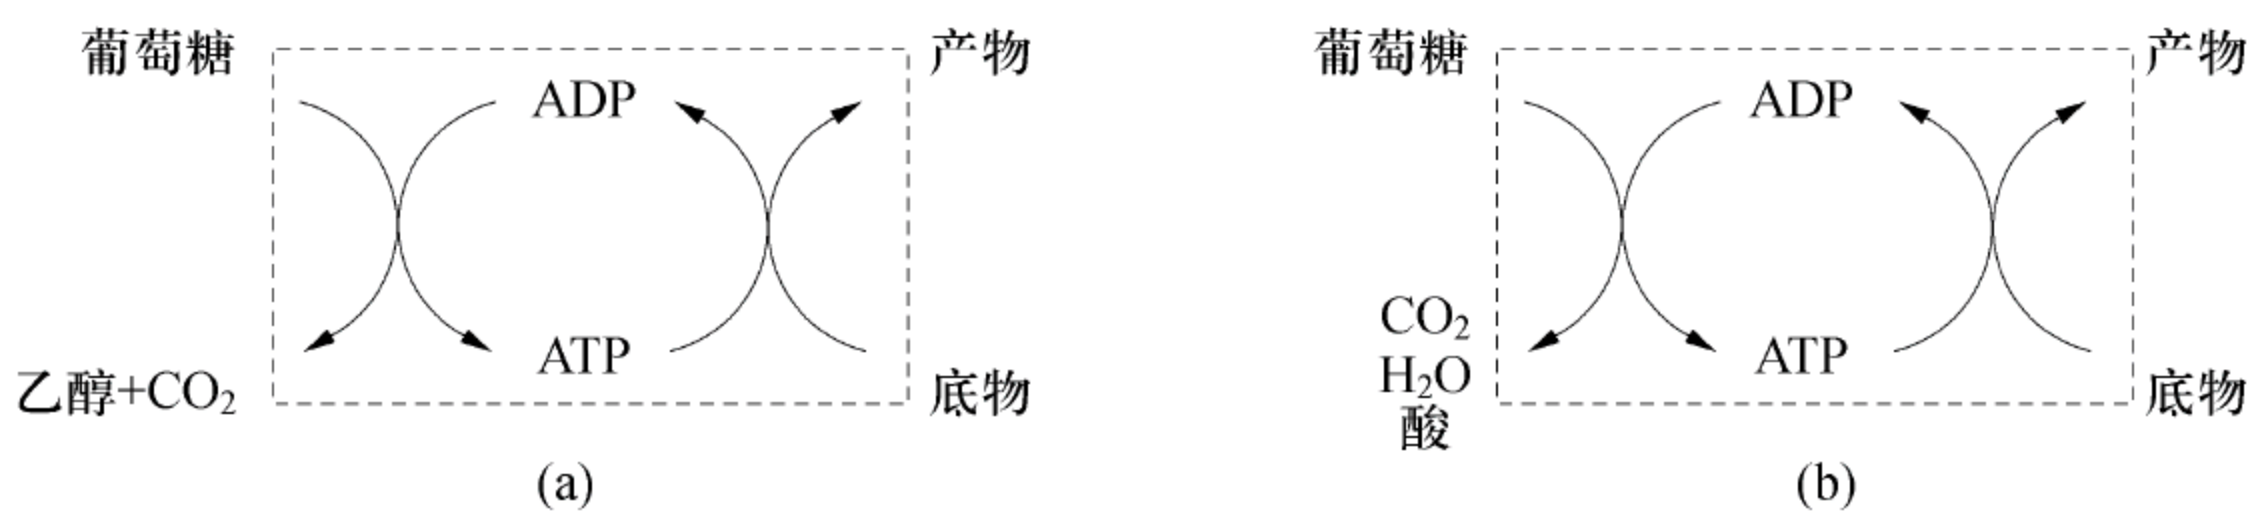 葡萄糖
ADP
产物
ATP
乙醇+CO₂
底物
(a)
葡萄糖
ADP
产物
CO₂
H₂O
酸
ATP
底物
(b)